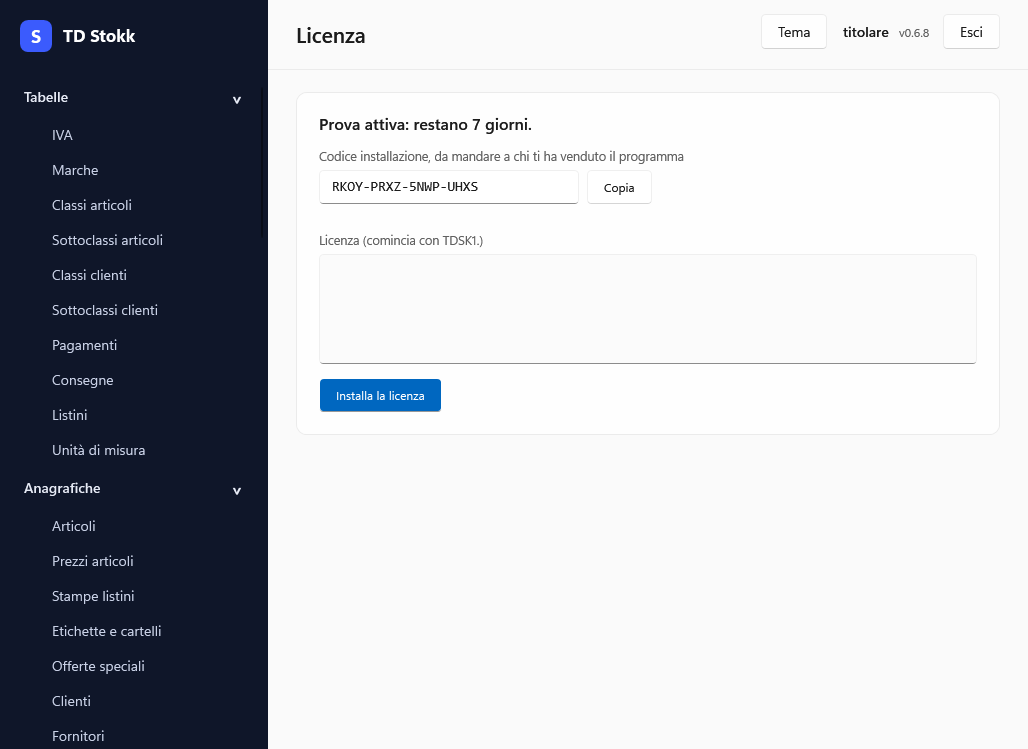 S TD Stokk
Licenza
Tema
titolare v0.6.8
Esci
Tabelle
IVA
Marche
Classi articoli
Sottoclassi articoli
Classi clienti
Sottoclassi clienti
Pagamenti
Consegne
Listini
Unità di misura
Anagrafiche
Articoli
Prezzi articoli
Stampe listini
Etichette e cartelli
Offerte speciali
Clienti
Fornitori
Prova attiva: restano 7 giorni.
Codice installazione, da mandare a chi ti ha venduto il programma
RKOY-PRXZ-5NWP-UHXS
Copia
Licenza (comincia con TDSK1.)
Installa la licenza